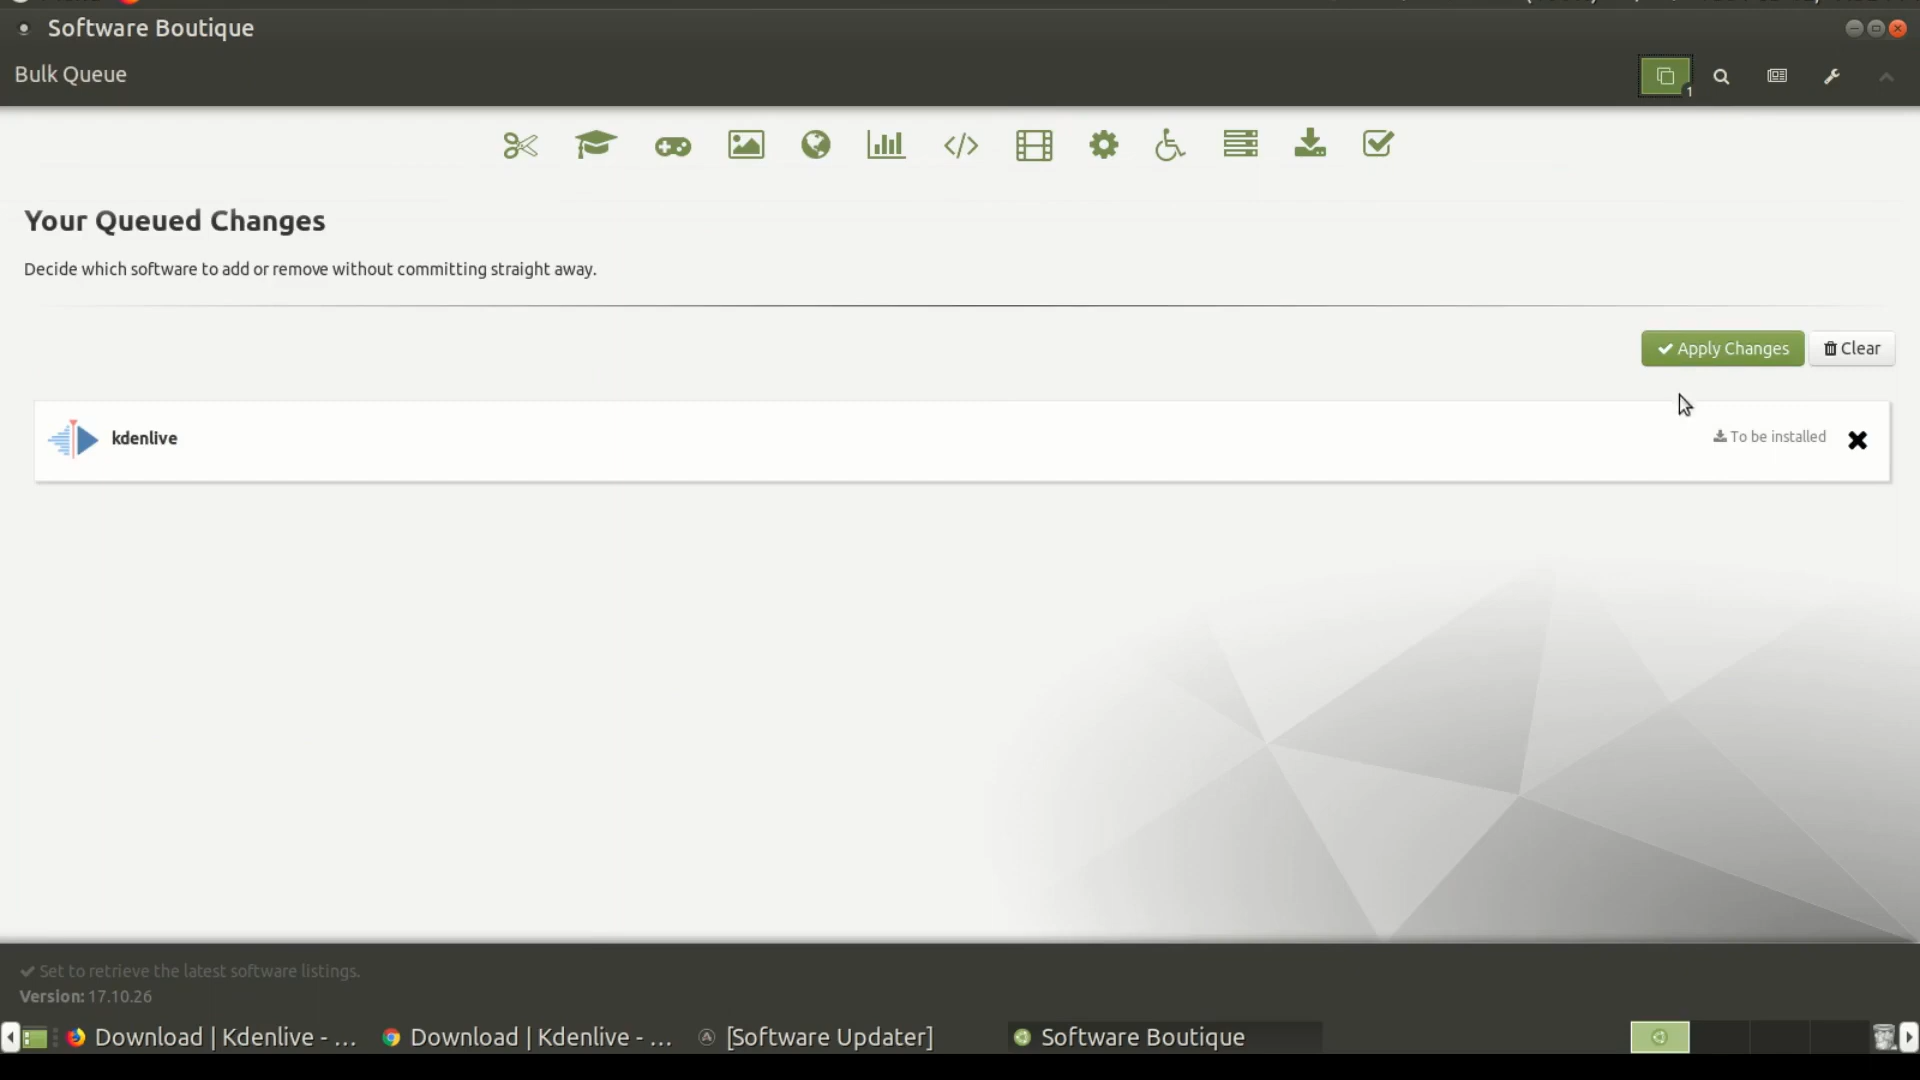 Software Boutique
Bulk Queue
1
Your Queued Changes
Decide which software to add or remove without committing straight away.
Apply Changes
Clear
kdenlive
To be installed
Set to retrieve the latest software listings.
Version: 17.10.26
Download | Kdenlive - ...
Download | Kdenlive - ...
[Software Updater]
Software Boutique